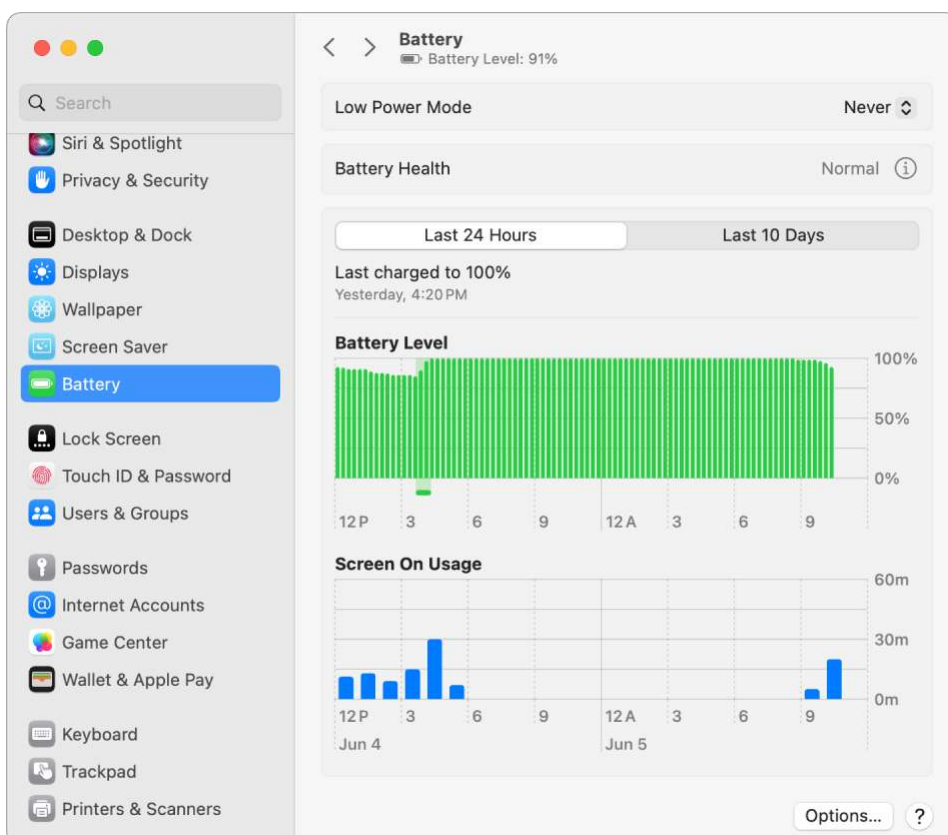 Search
Siri & Spotlight
Privacy & Security
Desktop & Dock
Displays
Wallpaper
Screen Saver
Battery
Lock Screen
Touch ID & Password
Users & Groups
Passwords
Internet Accounts
Game Center
Wallet & Apple Pay
Keyboard
Trackpad
Printers & Scanners
Battery
Battery Level: 91%
Low Power Mode Never
Battery Health Normal
Last 24 Hours Last 10 Days
Last charged to 100%
Yesterday, 4:20 PM
Battery Level
100%
50%
0%
12 P 3 6 9 12 A 3 6 9
Screen On Usage
60m
30m
0m
12 P 3 6 9 12 A 3 6 9
Jun 4 Jun 5
Options... ?